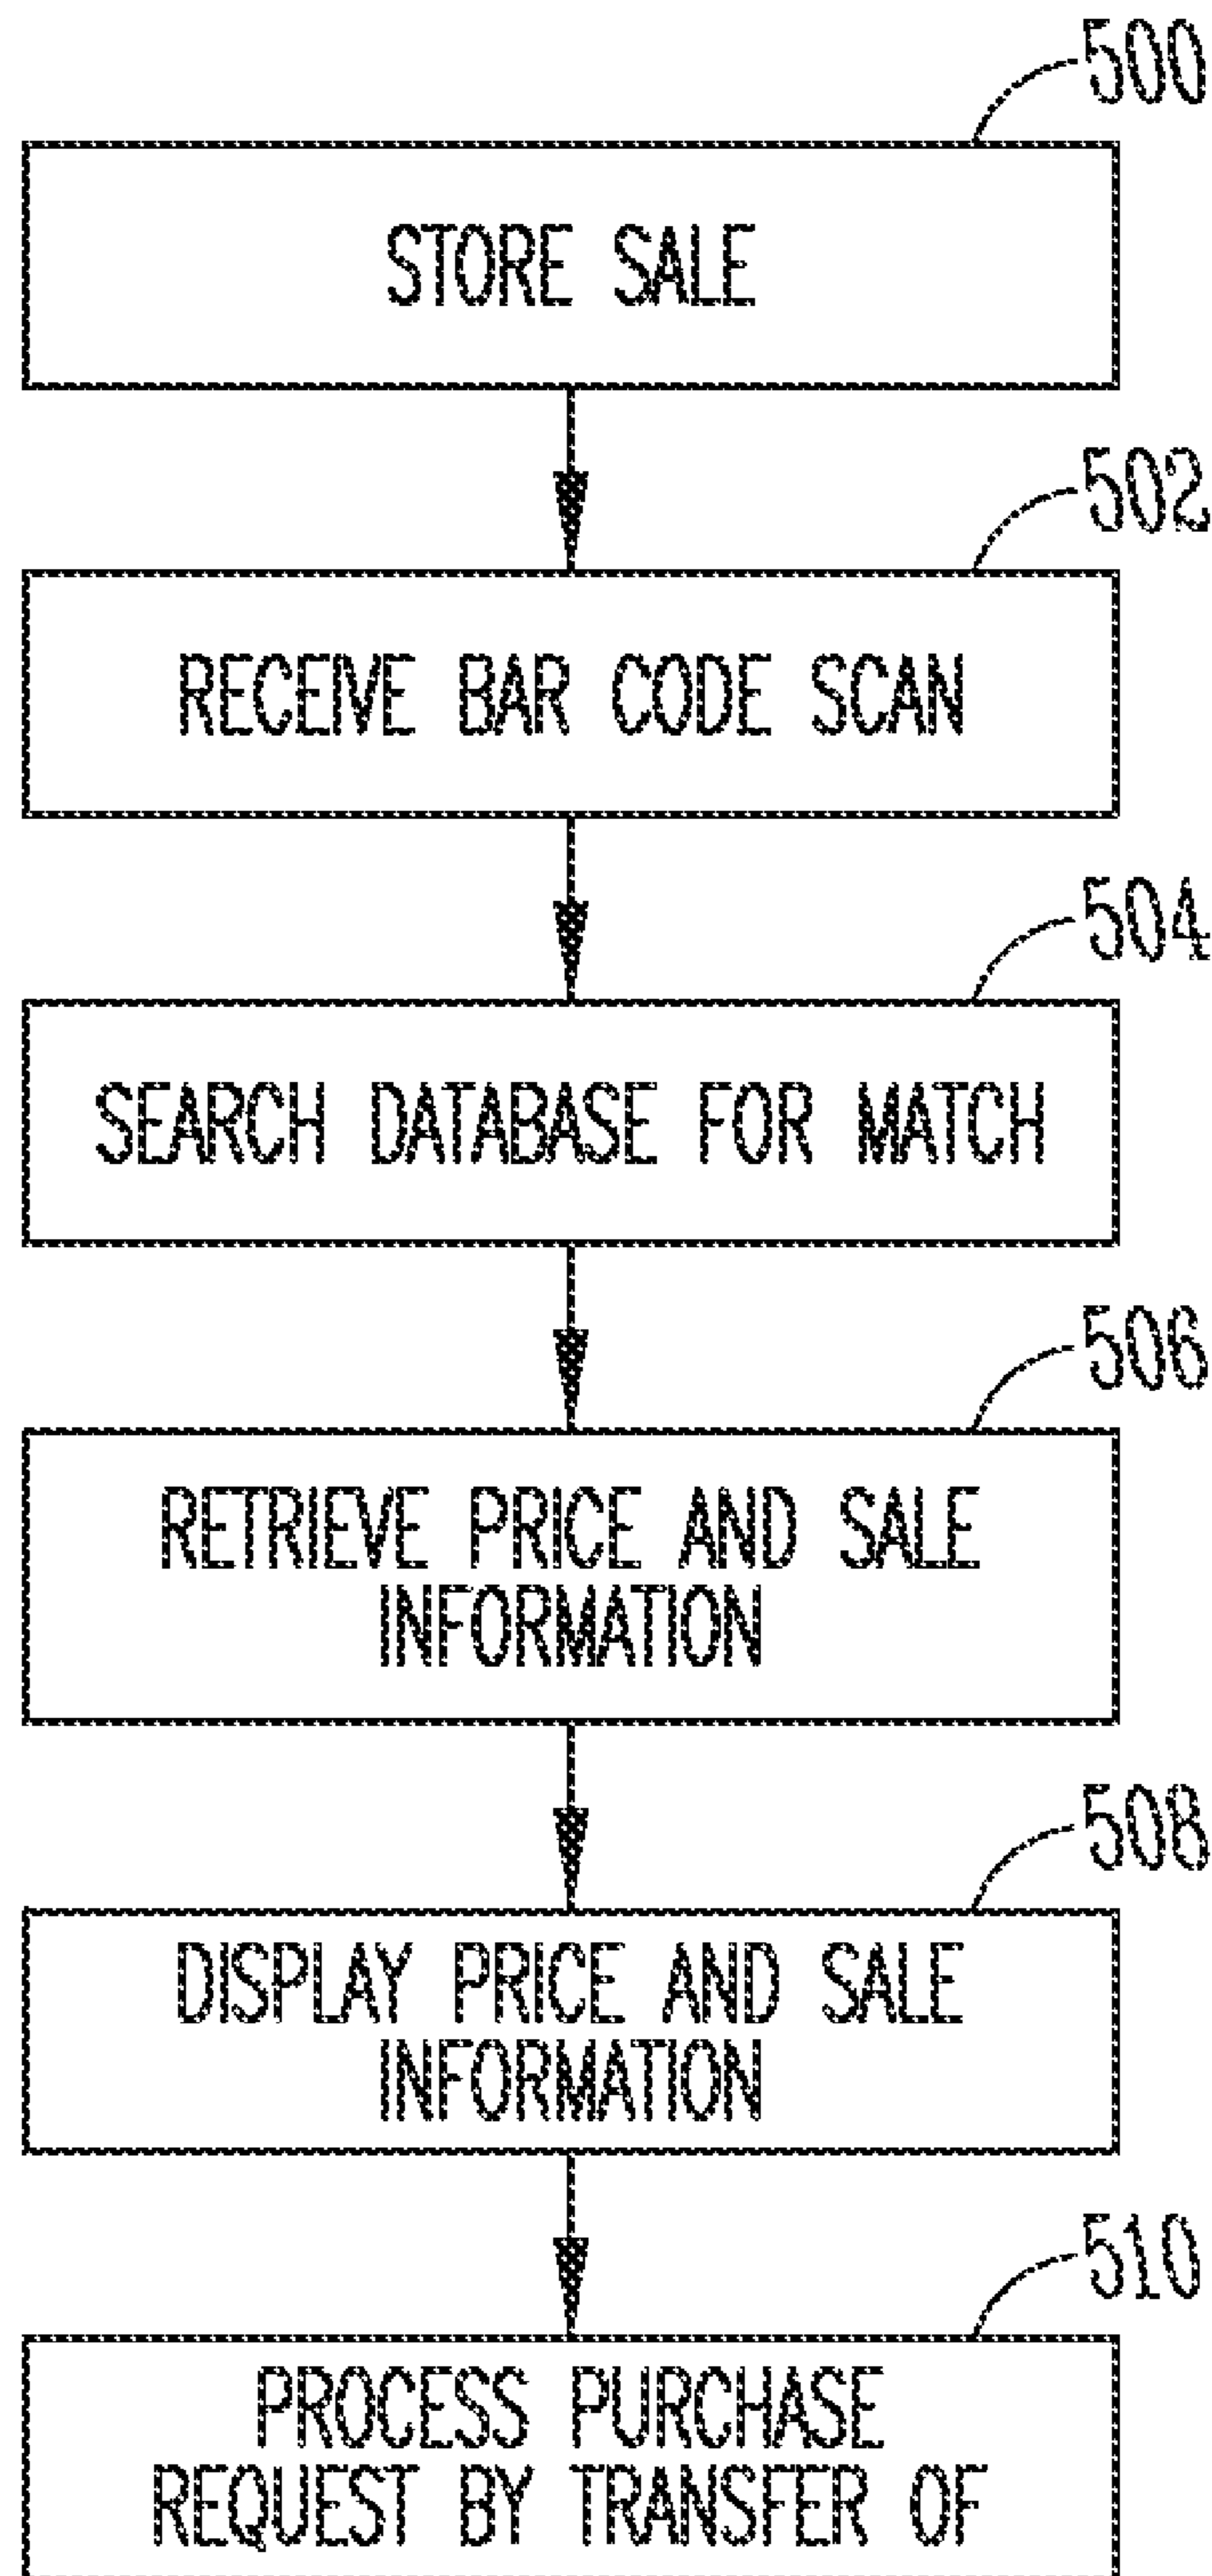 500
STORE SALE
502
RECEIVE BAR CODE SCAN
504
SEARCH DATABASE FOR MATCH
506
RETRIEVE PRICE AND SALE
INFORMATION
508
DISPLAY PRICE AND SALE
INFORMATION
510
PROCESS PURCHASE
REQUEST BY TRANSFER OF